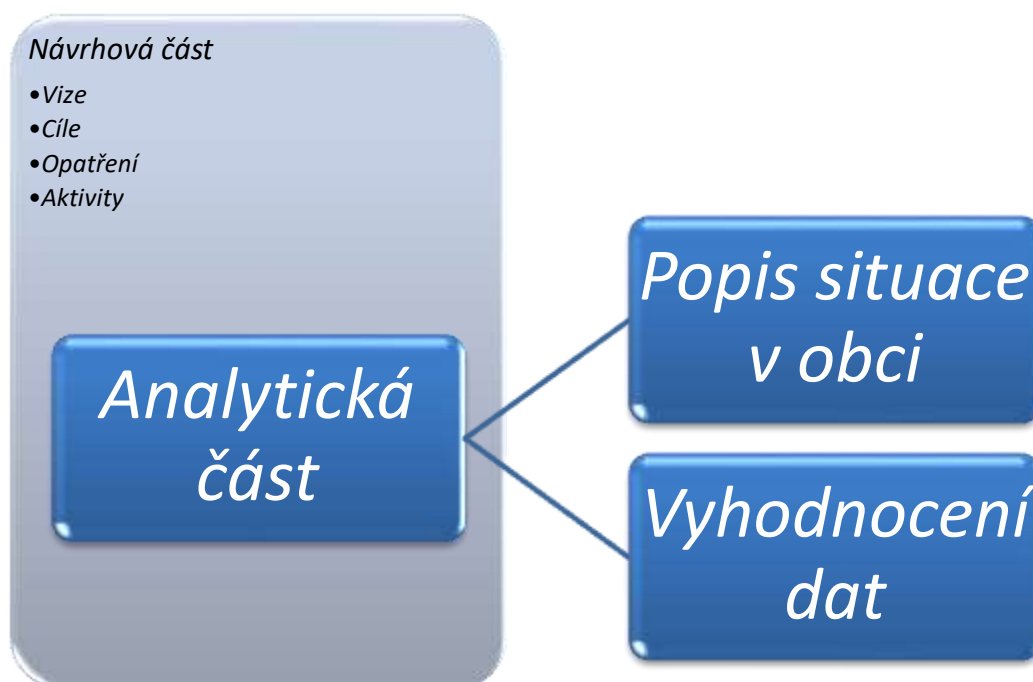 Návrhová část
•Vize
•Cíle
•Opatření
•Aktivity
Analytická
část
Popis situace
v obci
Vyhodnocení
dat